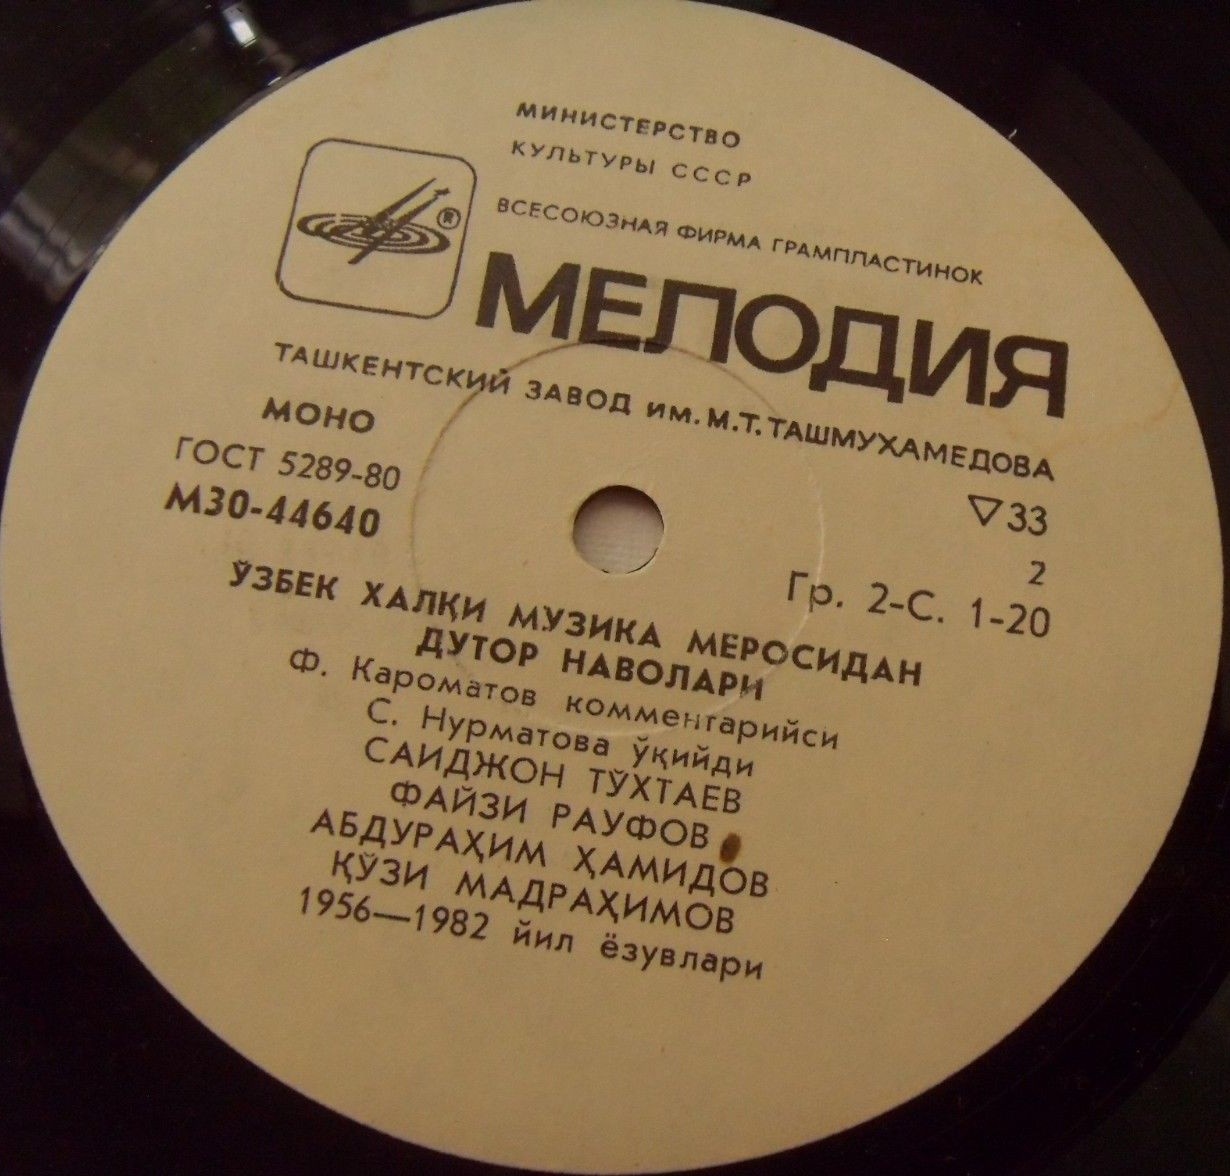 МИНИСТЕРСТВО
КУЛЬТУРЫ СССР
ВСЕСОЮЗНАЯ ФИРМА ГРАМПЛАСТИНОК
®
МЕЛОДИЯ
ТАШКЕНТСКИЙ ЗАВОД ИМ. М.Т. ТАШМУХАМЕДОВА
МОНО
ГОСТ 5289-80
М30-44640
▽33
2
Гр. 2-С. 1-20
ЎЗБЕК ХАЛҚИ МУЗИКА МЕРОСИДАН
ДУТОР НАВОЛАРИ
Ф. Кароматов комментарийси
С. Нурматова ўқийди
САИДЖОН ТЎХТАЕВ
ФАЙЗИ РАУФОВ
АБДУРАҲИМ ҲАМИДОВ
ҚЎЗИ МАДРАҲИМОВ
1956—1982 йил ёзувлари